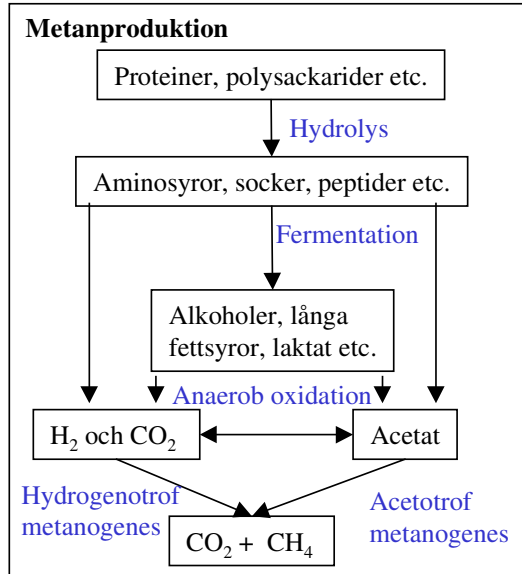 Metanproduktion
Proteiner, polysackarider etc.
Hydrolys
Aminosyror, socker, peptider etc.
Fermentation
Alkoholer, långa
fettsyror, laktat etc.
Anaerob oxidation
H₂ och CO₂
Acetat
Hydrogenotrof
metanogenes
Acetotrof
metanogenes
CO₂ + CH₄